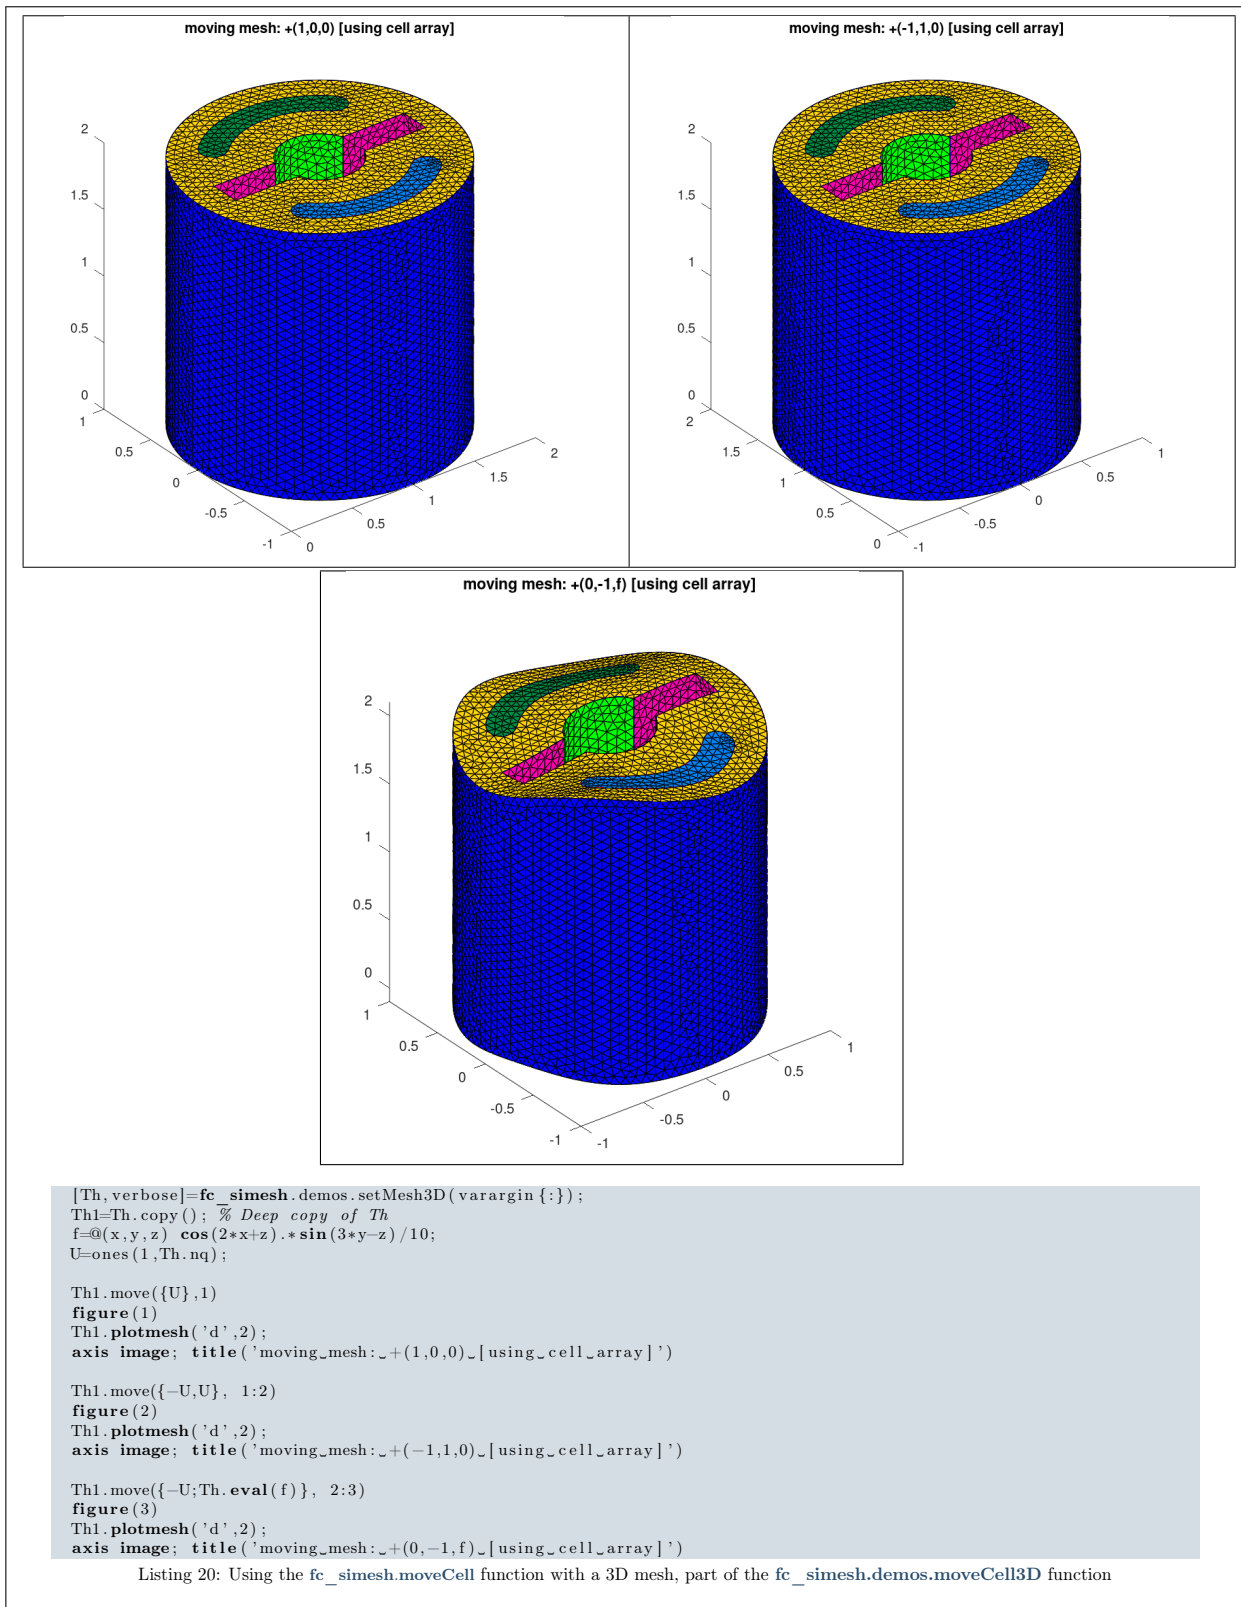 moving mesh: +(1,0,0) [using cell array]
2
1.5
1
0.5
0
1
0.5
0
-0.5
-1
0
0.5
1
1.5
2
moving mesh: +(-1,1,0) [using cell array]
2
1.5
1
0.5
0
2
1.5
1
0.5
0
-1
-0.5
0
0.5
1
moving mesh: +(0,-1,f) [using cell array]
2
1.5
1
0.5
0
1
0.5
0
-0.5
-1
-1
-0.5
0
0.5
1
[Th,verbose]=fc_simesh.demos.setMesh3D(varargin{:});
Th1=Th.copy(); % Deep copy of Th
f=@(x,y,z) cos(2*x+z).*sin(3*y-z)/10;
U=ones(1,Th.nq);
Th1.move({U},1)
figure(1)
Th1.plotmesh('d',2);
axis image; title('moving␣mesh:␣+(1,0,0)␣[using␣cell␣array]')
Th1.move({-U,U}, 1:2)
figure(2)
Th1.plotmesh('d',2);
axis image; title('moving␣mesh:␣+(-1,1,0)␣[using␣cell␣array]')
Th1.move({-U;Th.eval(f)}, 2:3)
figure(3)
Th1.plotmesh('d',2);
axis image; title('moving␣mesh:␣+(0,-1,f)␣[using␣cell␣array]')
Listing 20: Using the fc_simesh.moveCell function with a 3D mesh, part of the fc_simesh.demos.moveCell3D function